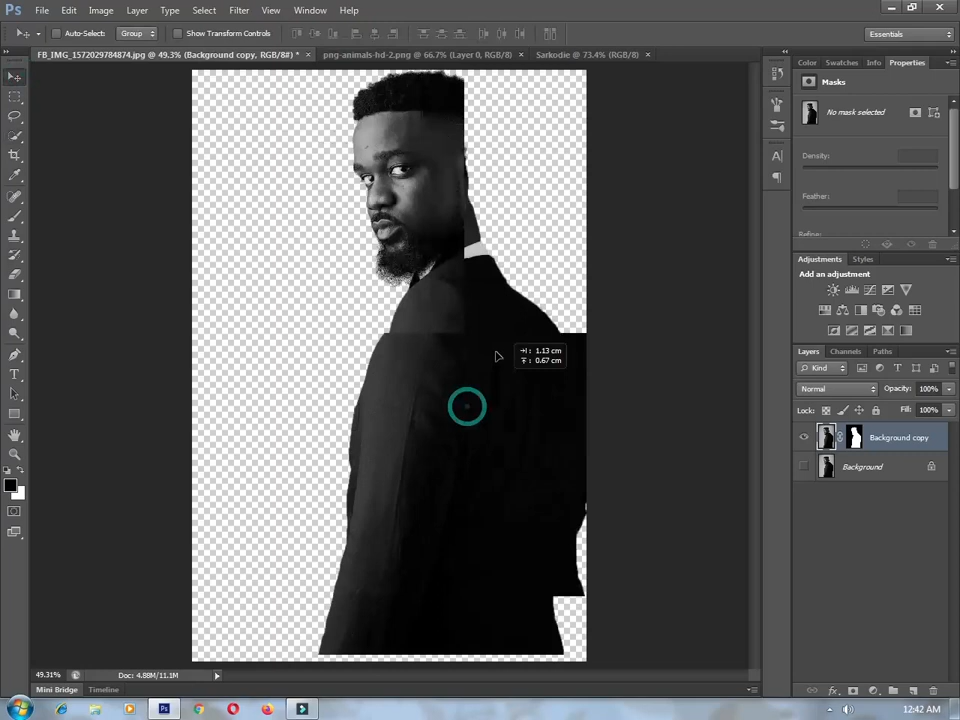 Ps File Edit Image Layer Type Select Filter Analysis View Window Help
Auto-Select: Group Show Transform Controls Essentials
FB_IMG_1572029784874.jpg @ 49.3% (Background copy, RGB/8#) * × png-animals-hd-2.png @ 66.7% (Layer 0, RGB/8) × Sarkodie @ 73.4% (RGB/8) ×
Color Swatches Info Properties
Masks
No mask selected
Density:
Feather:
Refine:
Adjustments Styles
Add an adjustment
→|: 1.13 cm
0.67 cm
Layers Channels Paths
Kind
Normal Opacity: 100%
Lock: Fill: 100%
Background copy
Background
T
A|
¶
49.31% Doc: 4.88M/11.1M
Mini Bridge Timeline
Ps
12:42 AM